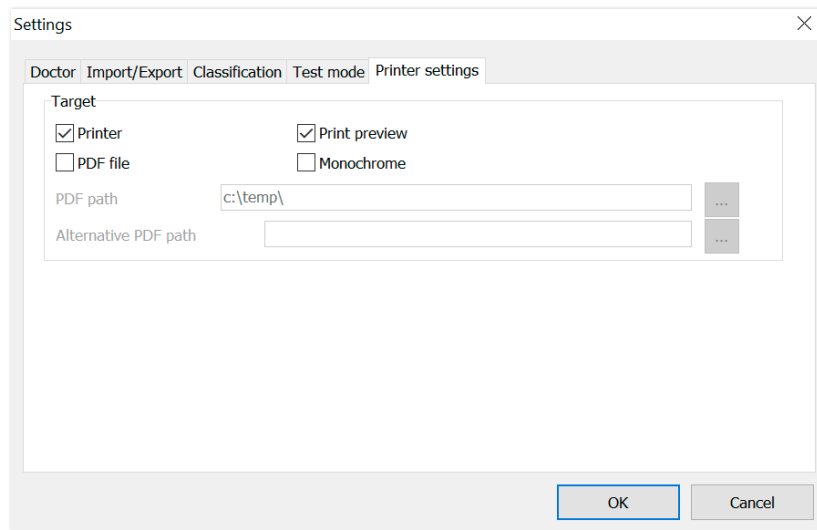 Settings
Doctor Import/Export Classification Test mode Printer settings
Target
Printer Print preview
PDF file Monochrome
PDF path c:\temp\ ...
Alternative PDF path ...
OK Cancel